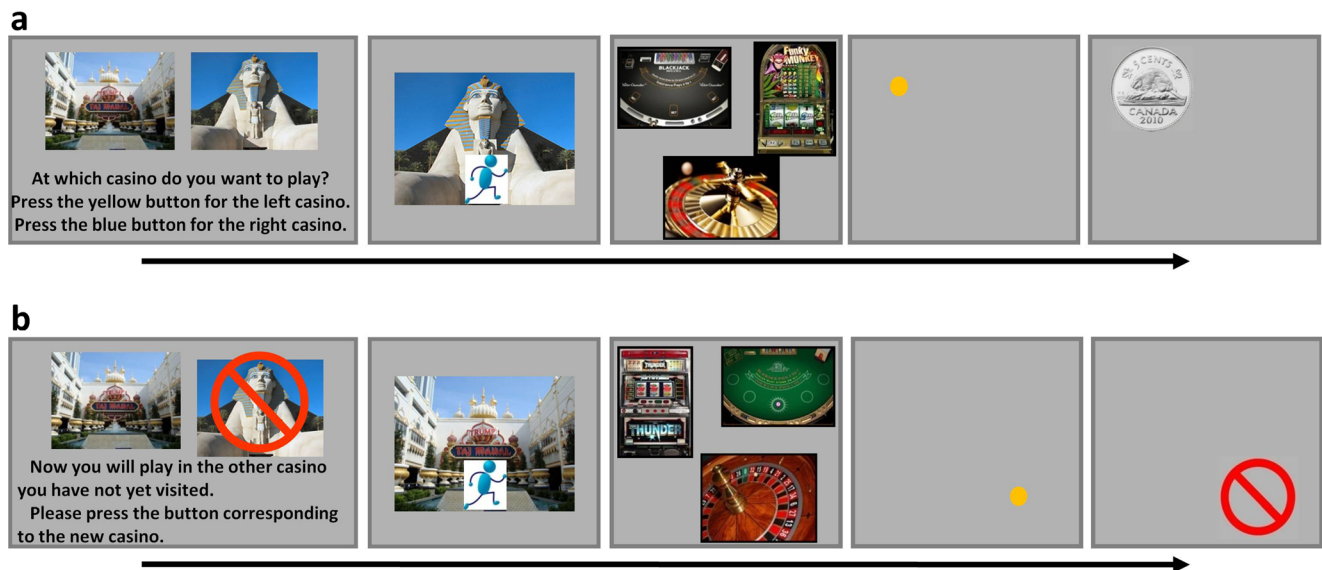 a
TAJ MAHAL
At which casino do you want to play?
Press the yellow button for the left casino.
Press the blue button for the right casino.
BLACKJACK
Funky
MONKEY
5 CENTS
CANADA
2010
b
TAJ MAHAL
Now you will play in the other casino
you have not yet visited.
Please press the button corresponding
to the new casino.
TRUMP
TAJ MAHAL
THUNDER
THUNDER